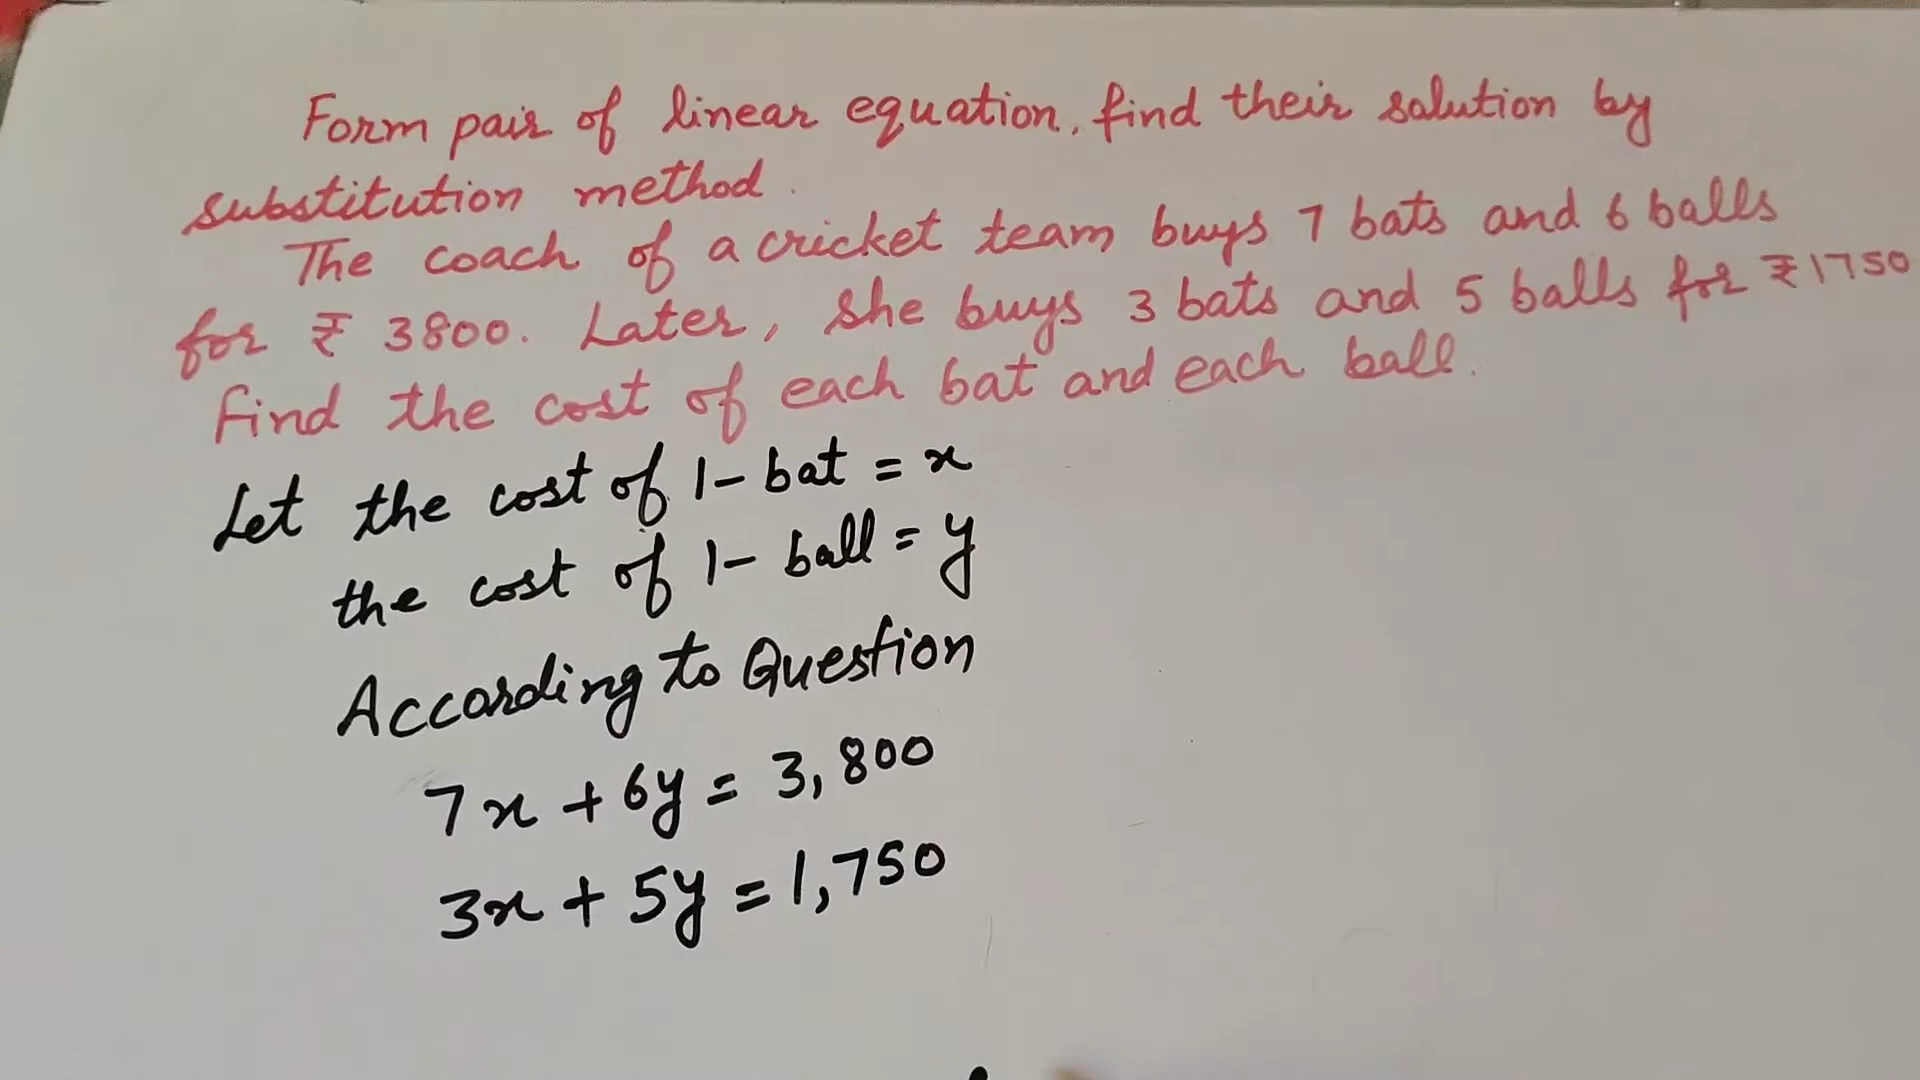 Form pair of linear equation, find their solution by
substitution method.
The coach of a cricket team buys 7 bats and 6 balls
for ₹ 3800. Later, she buys 3 bats and 5 balls for ₹1750
Find the cost of each bat and each ball.
Let the cost of 1-bat = x
the cost of 1- ball = y
According to Question
7x + 6y = 3,800
3x + 5y = 1,750